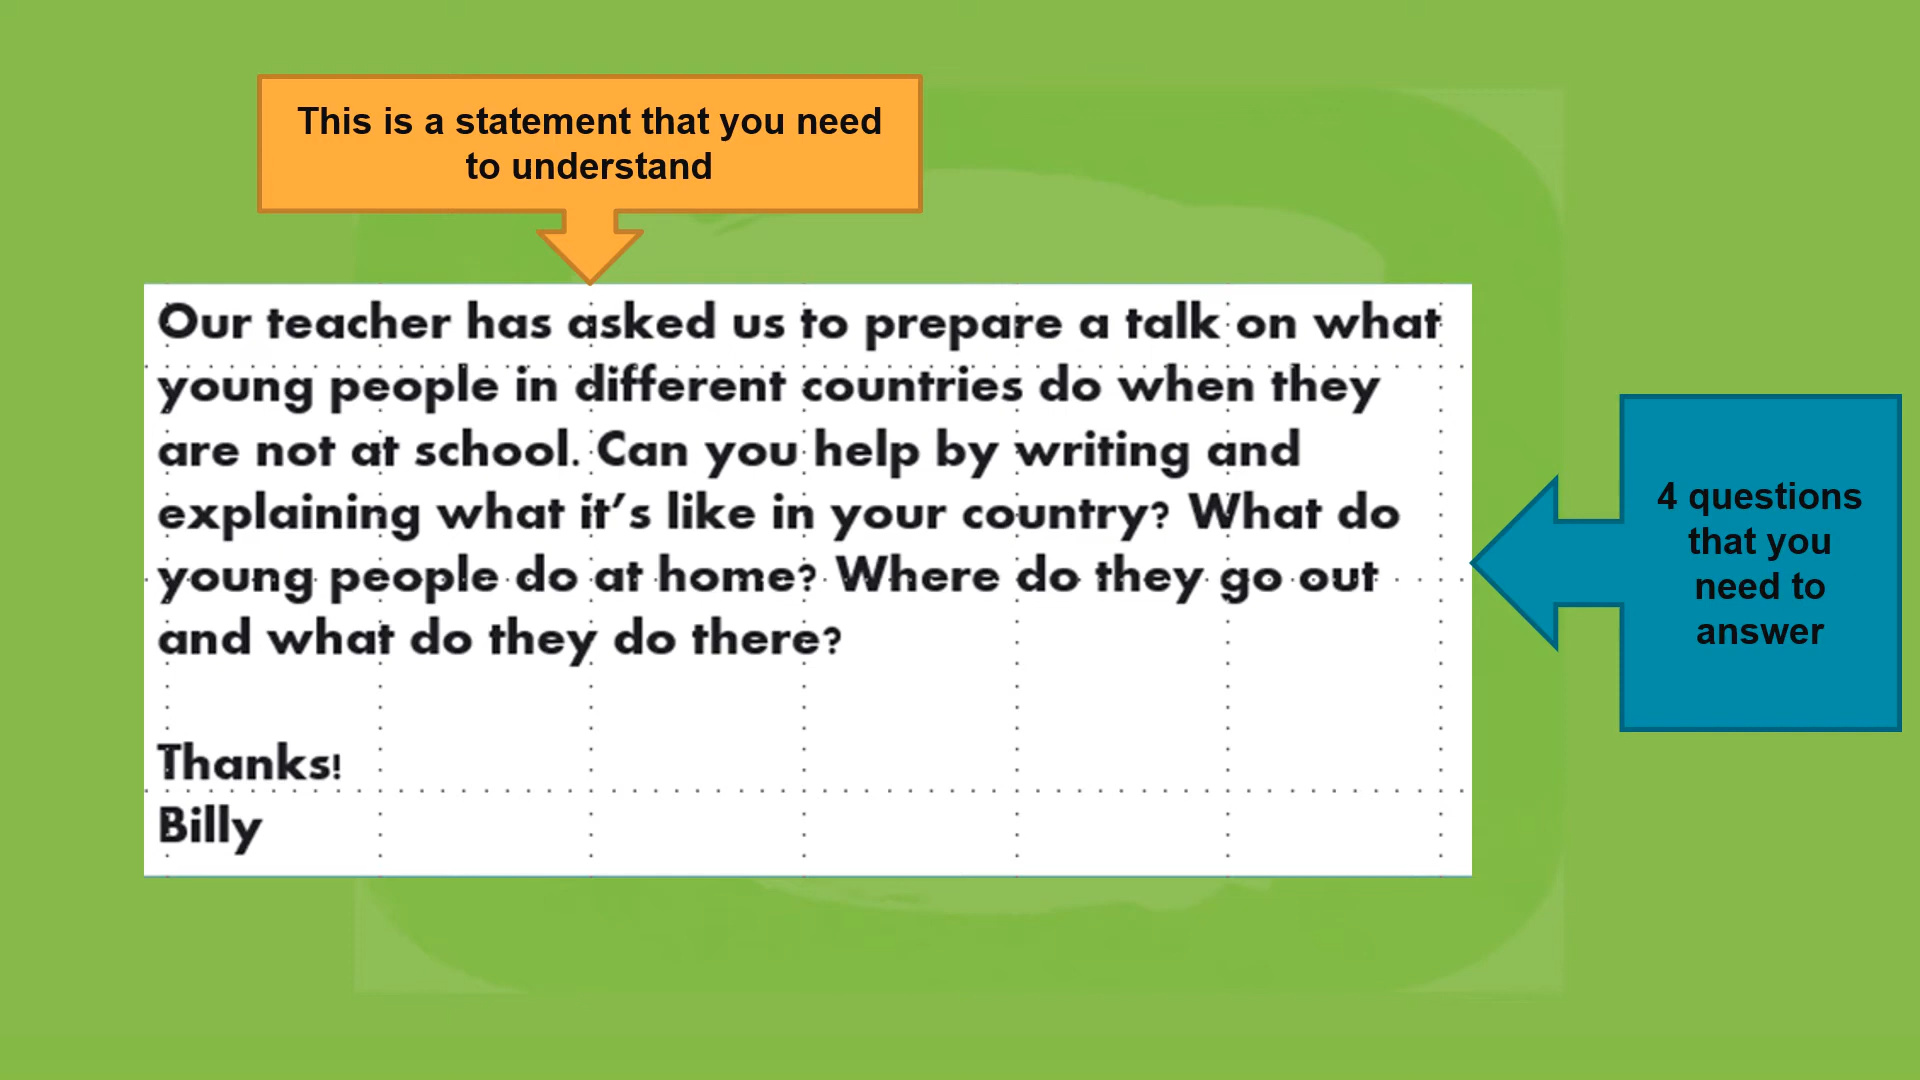 This is a statement that you need
to understand
Our teacher has asked us to prepare a talk on what
young people in different countries do when they
are not at school. Can you help by writing and
explaining what it’s like in your country? What do
young people do at home? Where do they go out
and what do they do there?
Thanks!
Billy
4 questions
that you
need to
answer